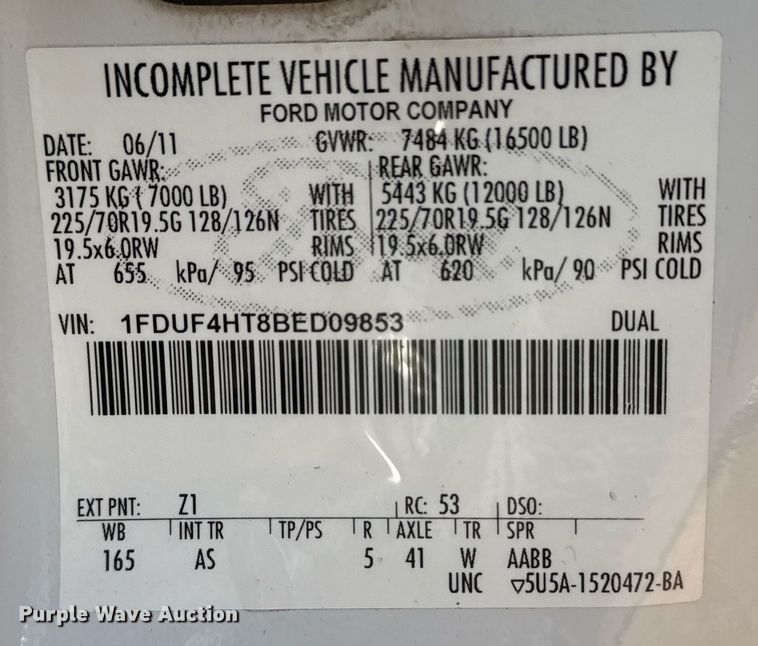 INCOMPLETE VEHICLE MANUFACTURED BY
FORD MOTOR COMPANY
DATE: 06/11 GVWR: 7484 KG (16500 LB)
FRONT GAWR: REAR GAWR:
3175 KG ( 7000 LB) WITH 5443 KG (12000 LB) WITH
225/70R19.5G 128/126N TIRES 225/70R19.5G 128/126N TIRES
19.5x6.0RW RIMS 19.5x6.0RW RIMS
AT 655 kPa/ 95 PSI COLD AT 620 kPa/ 90 PSI COLD
VIN: 1FDUF4HT8BED09853 DUAL
EXT PNT: Z1 RC: 53 DSO:
WB INT TR TP/PS R AXLE TR SPR
165 AS 5 41 W AABB
UNC ▽5U5A-1520472-BA
Purple Wave Auction